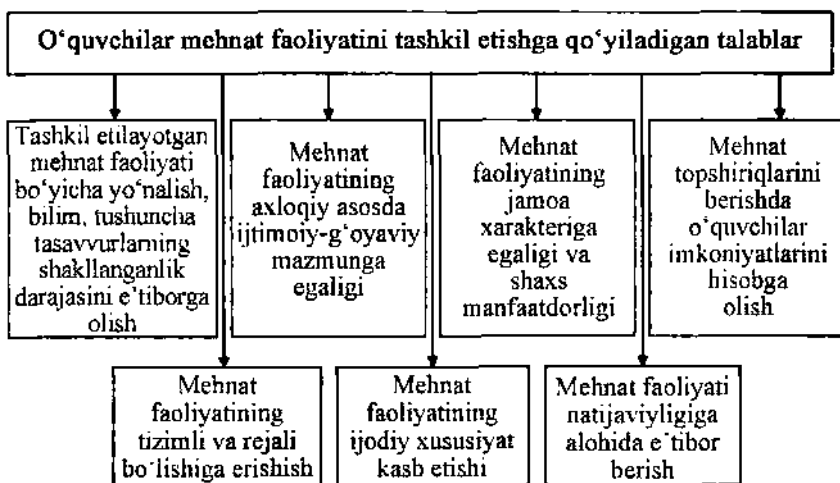 O‘quvchilar mehnat faoliyatini tashkil etishga qo‘yiladigan talablar
Tashkil etilayotgan
mehnat faoliyati
bo‘yicha yo‘nalish,
bilim, tushuncha
tasavvurlarning
shakllanganlik
darajasini e’tiborga
olish
Mehnat
faoliyatining
axloqiy asosda
ijtimoiy-g‘oyaviy
mazmunga
egaligi
Mehnat
faoliyatining
jamoa
xarakteriga
egaligi va
shaxs
manfaatdorligi
Mehnat
topshiriqlarini
berishda
o‘quvchilar
imkoniyatlarini
hisobga
olish
Mehnat
faoliyatining
tizimli va rejali
bo‘lishiga erishish
Mehnat
faoliyatining
ijodiy xususiyat
kasb etishi
Mehnat faoliyati
natijaviyligiga
alohida e’tibor
berish